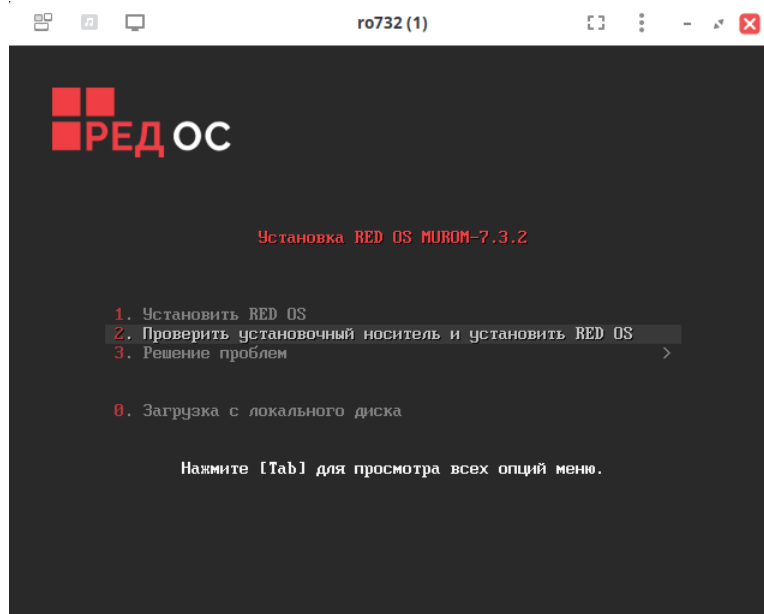 ro732 (1)
РЕД ОС
Установка RED OS MUROM-7.3.2
1. Установить RED OS
2. Проверить установочный носитель и установить RED OS
3. Решение проблем >
0. Загрузка с локального диска
Нажмите [Tab] для просмотра всех опций меню.